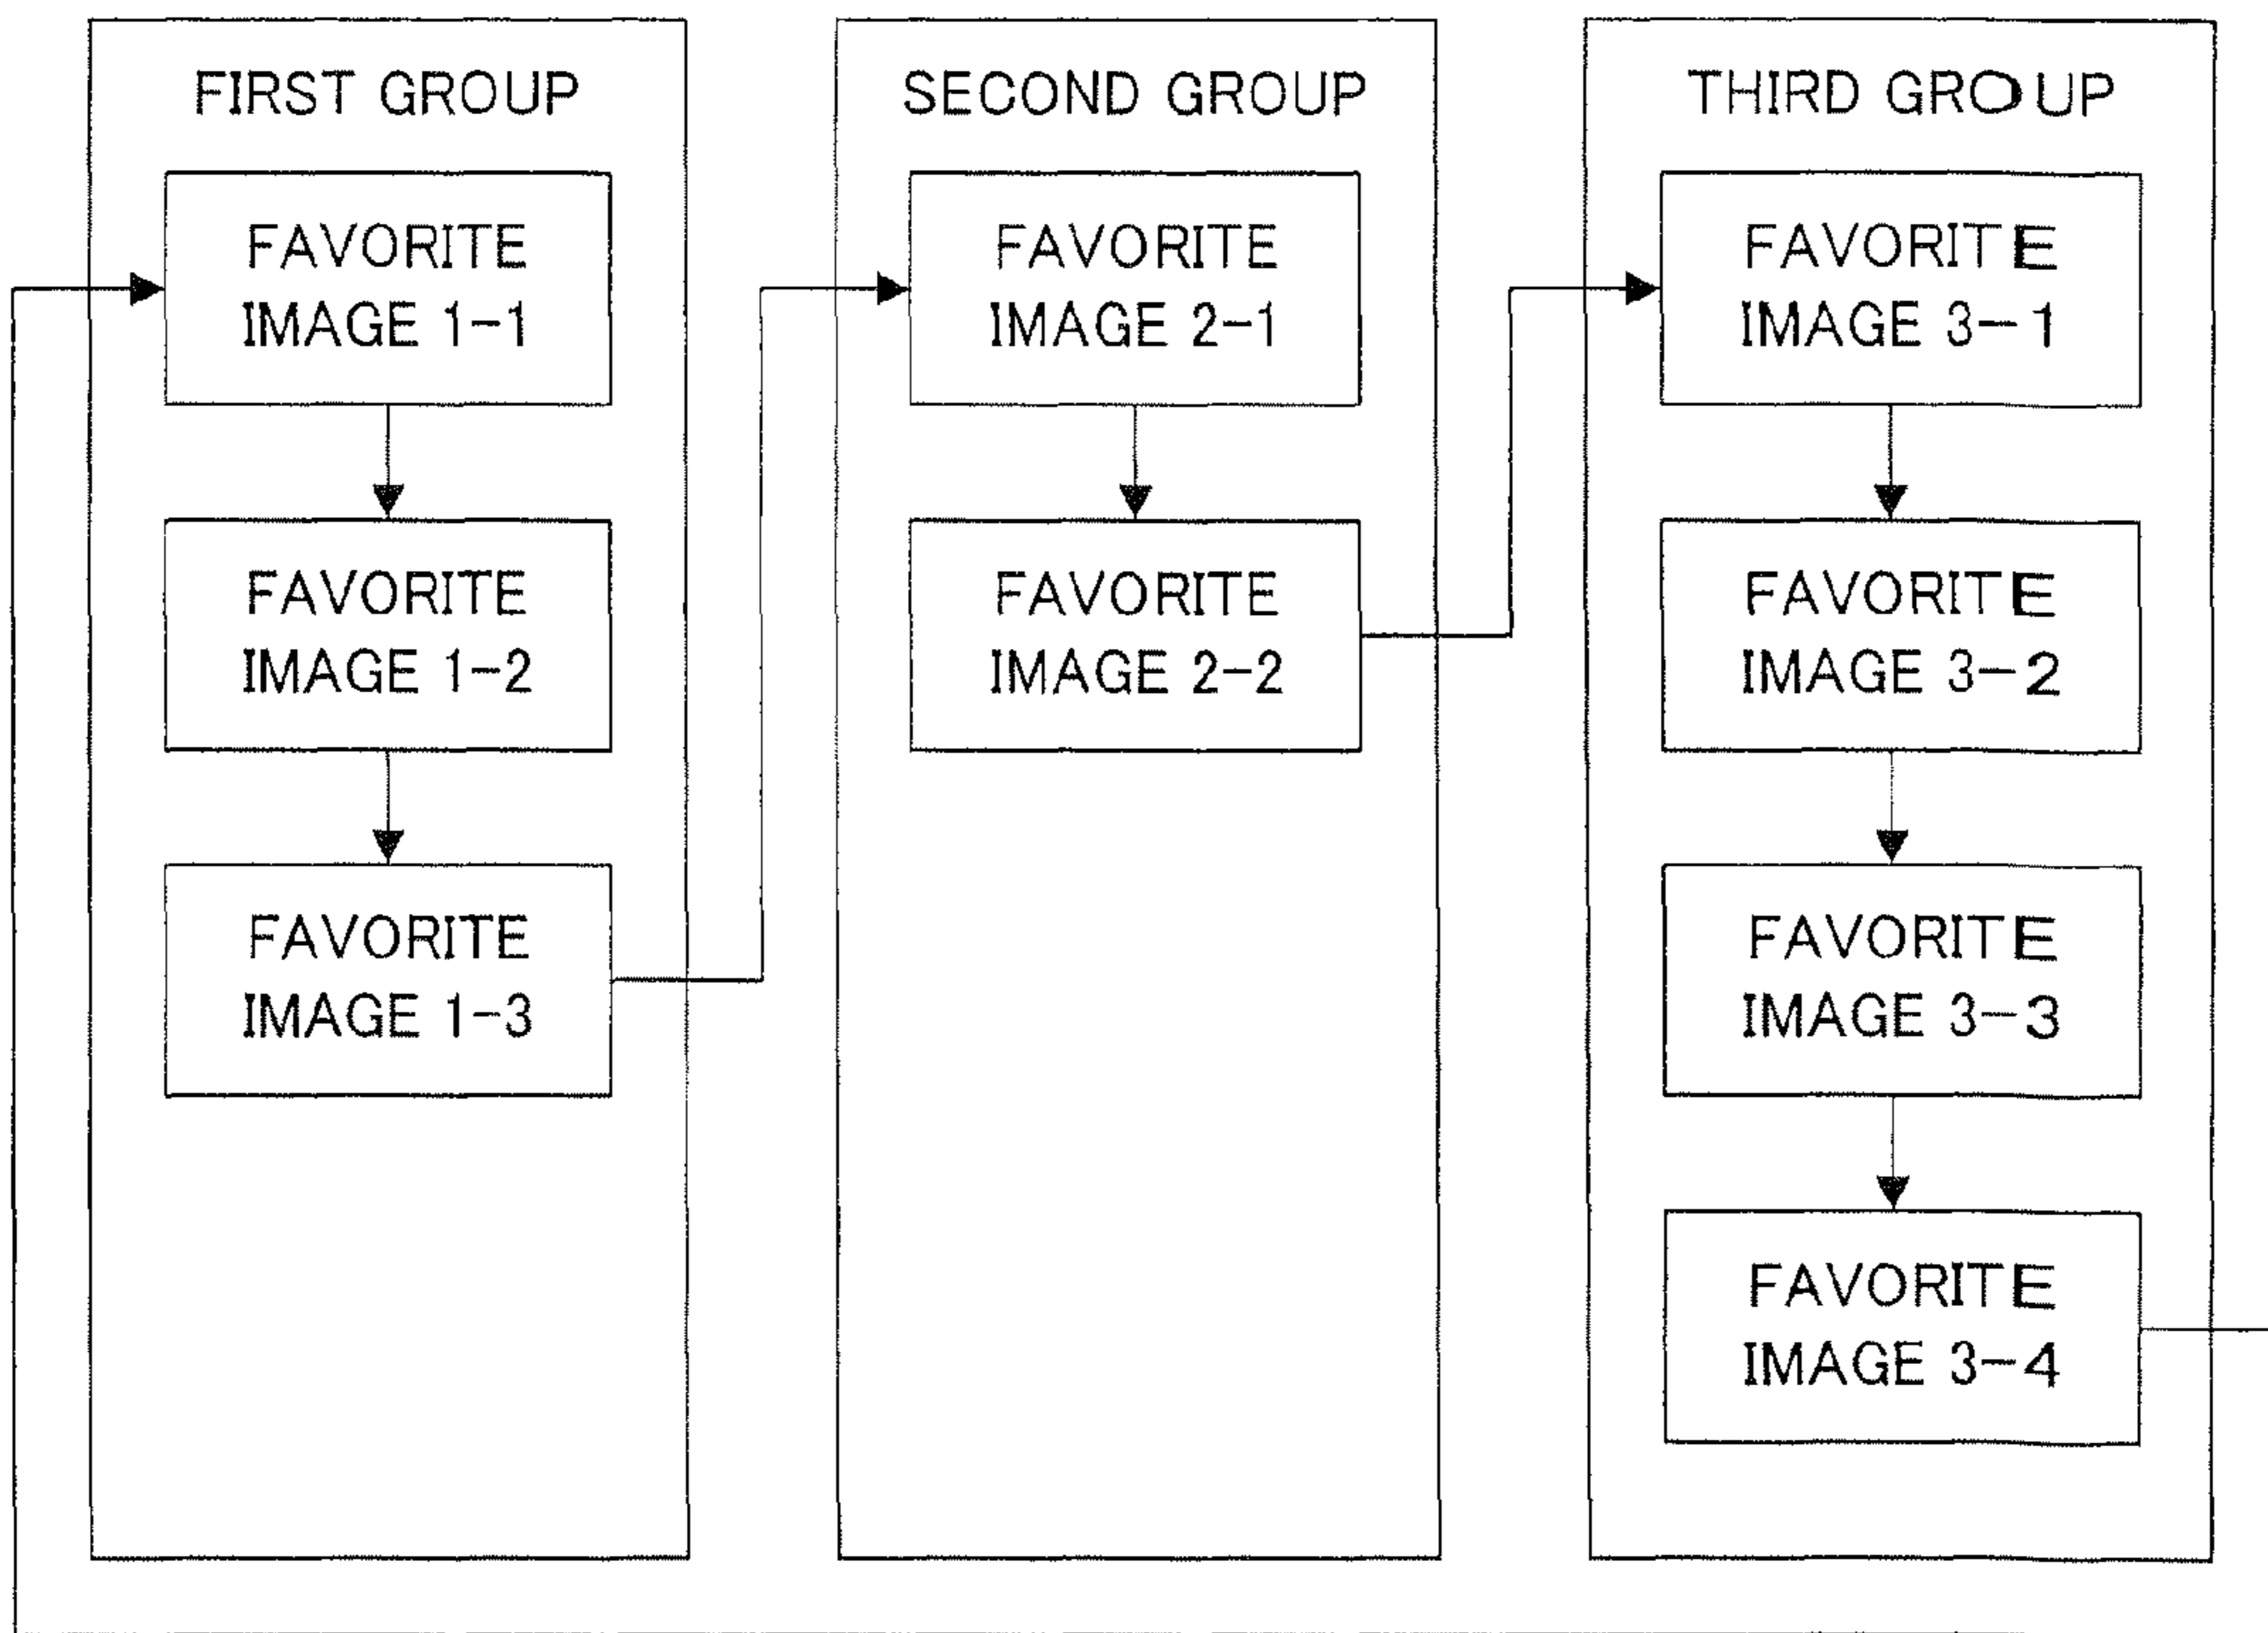 FIRST GROUP
FAVORITE
IMAGE 1-1
FAVORITE
IMAGE 1-2
FAVORITE
IMAGE 1-3
SECOND GROUP
FAVORITE
IMAGE 2-1
FAVORITE
IMAGE 2-2
THIRD GROUP
FAVORITE
IMAGE 3-1
FAVORITE
IMAGE 3-2
FAVORITE
IMAGE 3-3
FAVORITE
IMAGE 3-4